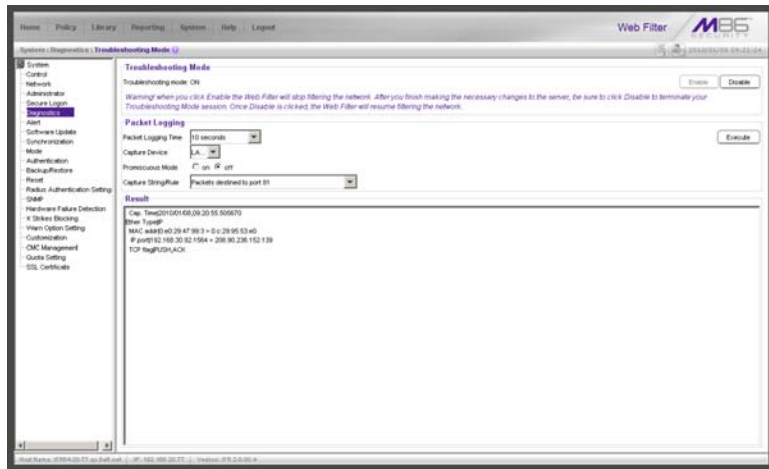 Home Policy Library Reporting System Help Logout
Web Filter
M86 SECURITY
System : Diagnostics : Troubleshooting Mode
System
Control
Network
Administrator
Secure Logon
Diagnostics
Alert
Software Update
Synchronization
Mode
Authentication
Backup/Restore
Reset
Radius Authentication Setting
SNMP
Hardware Failure Detection
X Strikes Blocking
Warn Option Setting
Customization
CMC Management
Quota Setting
SSL Certificate
Troubleshooting Mode
Troubleshooting mode: ON
Enable Disable
Warning! when you click Enable the Web Filter will stop filtering the network. After you finish making the necessary changes to the server, be sure to click Disable to terminate your
Troubleshooting Mode session. Once Disable is clicked, the Web Filter will resume filtering the network.
Packet Logging
Packet Logging Time 10 seconds
Execute
Capture Device LA...
Promiscuous Mode on off
Capture String/Rule Packets destined to port 81
Result
Cap. Time|2010/01/08,09:20:55.505670
Ether Type|IP
TCP flag|PUSH,ACK